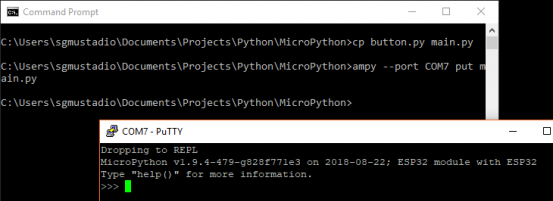 Command Prompt
C:\Users\sgmustadio\Documents\Projects\Python\MicroPython>cp button.py main.py
C:\Users\sgmustadio\Documents\Projects\Python\MicroPython>ampy --port COM7 put m
ain.py
C:\Users\sgmustadio\Documents\Projects\Python\MicroPython>
COM7 - PuTTY
Dropping to REPL
MicroPython v1.9.4-479-g828f771e3 on 2018-08-22; ESP32 module with ESP32
Type "help()" for more information.
>>>